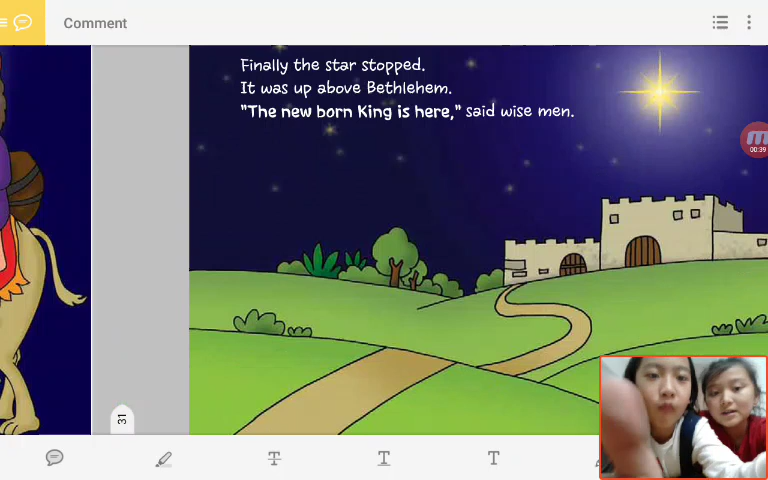 Comment
Finally the star stopped.
It was up above Bethlehem.
"The new born King is here," said wise men.
00:39
31